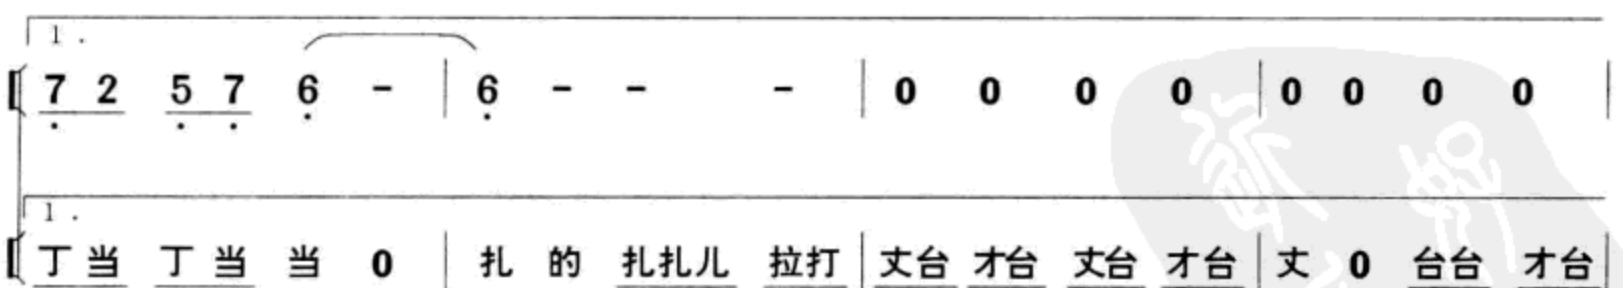 1.
7 2 5 7 6 - | 6 - - - | 0 0 0 0 | 0 0 0 0 |
1.
丁当 丁当 当 0 | 扎 的 扎扎儿 拉打 | 丈台 才台 丈台 才台 | 丈 0 台台 才台 |